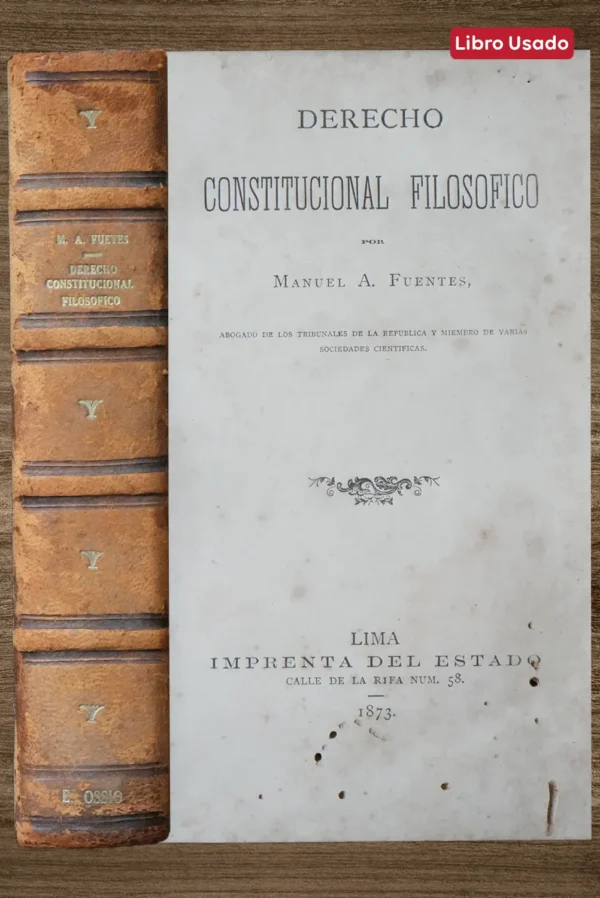 Libro Usado
Y
M. A. FUETES
DERECHO
CONSTITUCIONAL
FILOSOFICO
Y
Y
Y
E. OSSIO
DERECHO
CONSTITUCIONAL FILOSOFICO
POR
MANUEL A. FUENTES,
ABOGADO DE LOS TRIBUNALES DE LA REPUBLICA Y MIEMBRO DE VARIAS
SOCIEDADES CIENTIFICAS.
LIMA
IMPRENTA DEL ESTADO
CALLE DE LA RIFA NUM. 58.
1873.